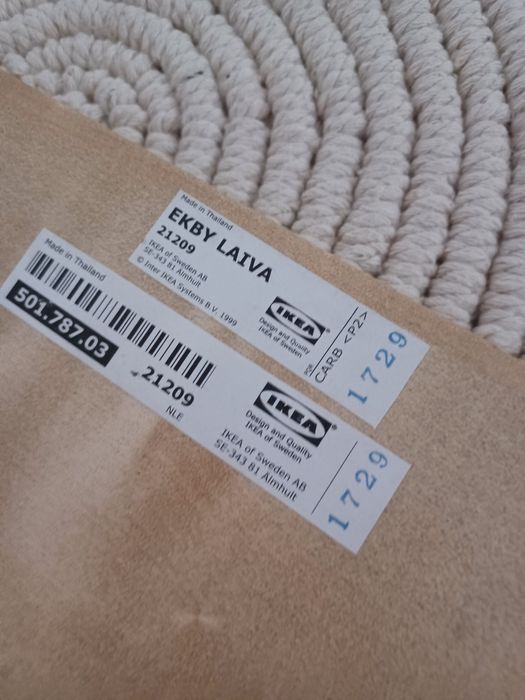 Made in Thailand
EKBY LAIVA
21209
IKEA of Sweden AB
SE-343 81 Älmhult
© Inter IKEA Systems B.V. 1999
IKEA
Design and Quality
IKEA of Sweden
CARB <P2>
1729
Made in Thailand
501.787.03
21209
NLE
IKEA
Design and Quality
IKEA of Sweden
IKEA of Sweden AB
SE-343 81 Älmhult
1729